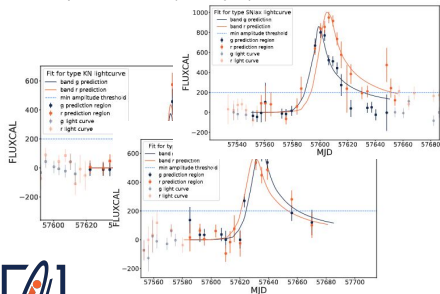 Fit for type SNIax lightcurve
band g prediction
band r prediction
min amplitude threshold
g prediction region
r prediction region
g light curve
r light curve
1000
800
600
400
200
0
−200
FLUXCAL
57540
57560
57580
57600
57620
57640
57660
57680
MJD
Fit for type KN lightcurve
band g prediction
band r prediction
min amplitude threshold
g prediction region
r prediction region
g light curve
r light curve
600
400
200
0
−200
FLUXCAL
57600
57620
Fit for ty
band
band r prediction
min amplitude threshold
g prediction region
r prediction region
g light curve
r light curve
600
400
200
0
−200
FLUXCAL
57560
57580
57600
57620
57640
57660
57680
57700
MJD